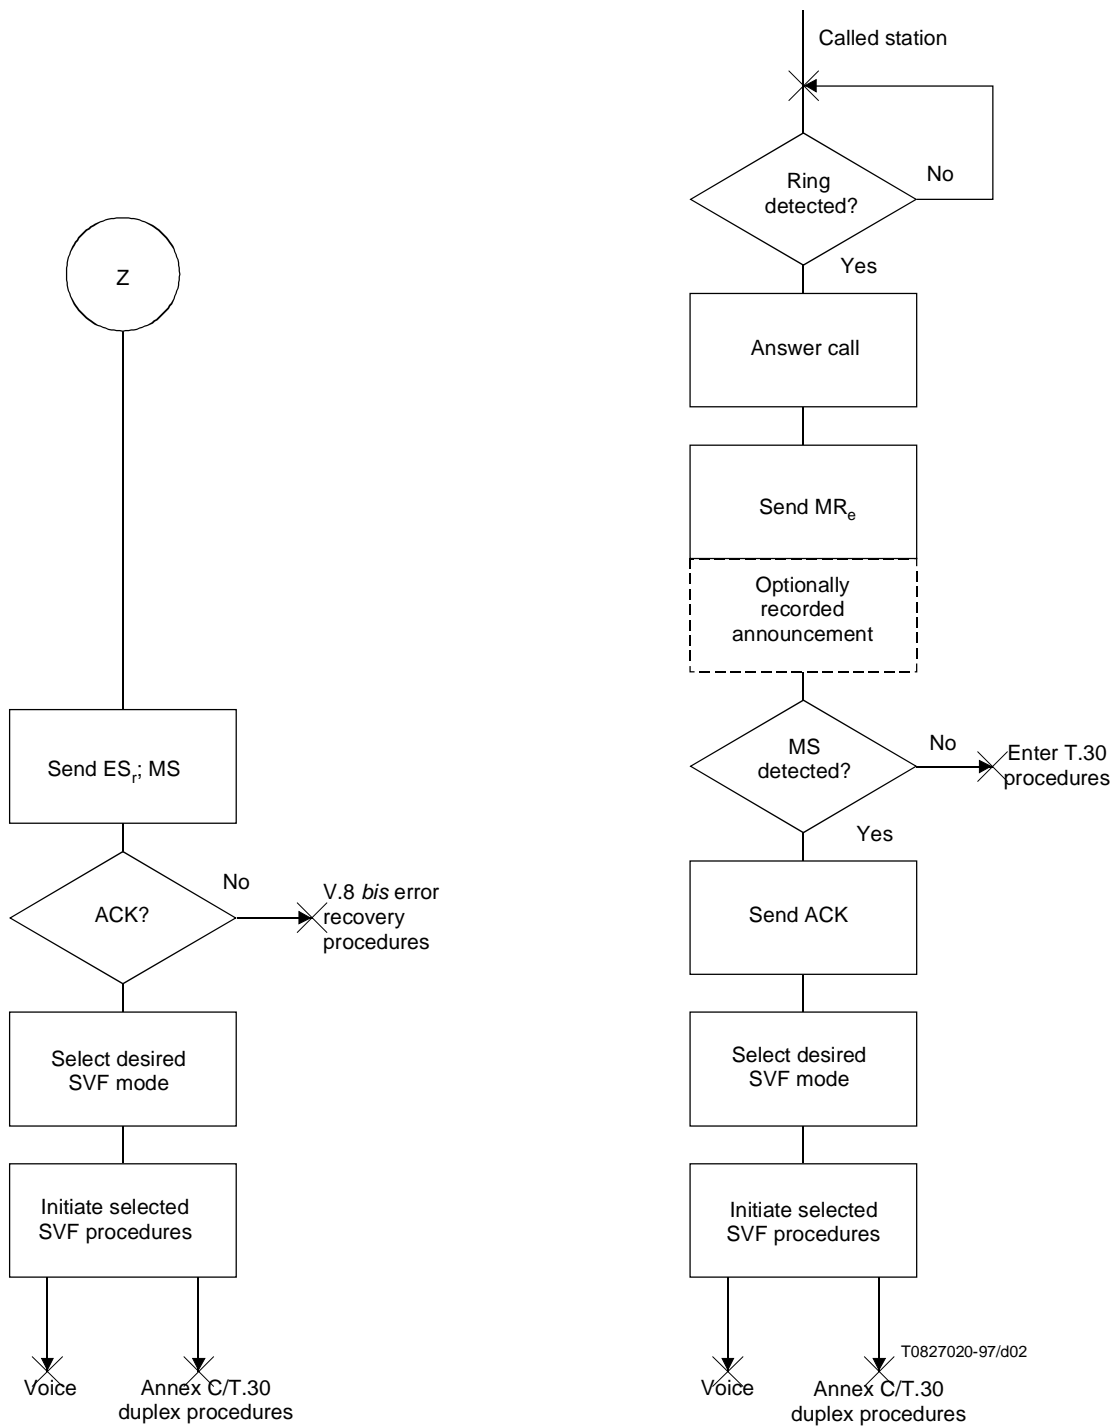 Z
Send ESr; MS
ACK?
No
V.8 bis error
recovery
procedures
Select desired
SVF mode
Initiate selected
SVF procedures
Voice
Annex C/T.30
duplex procedures
Called station
Ring
detected?
No
Yes
Answer call
Send MRe
Optionally
recorded
announcement
MS
detected?
No
Enter T.30
procedures
Yes
Send ACK
Select desired
SVF mode
Initiate selected
SVF procedures
T0827020-97/d02
Voice
Annex C/T.30
duplex procedures